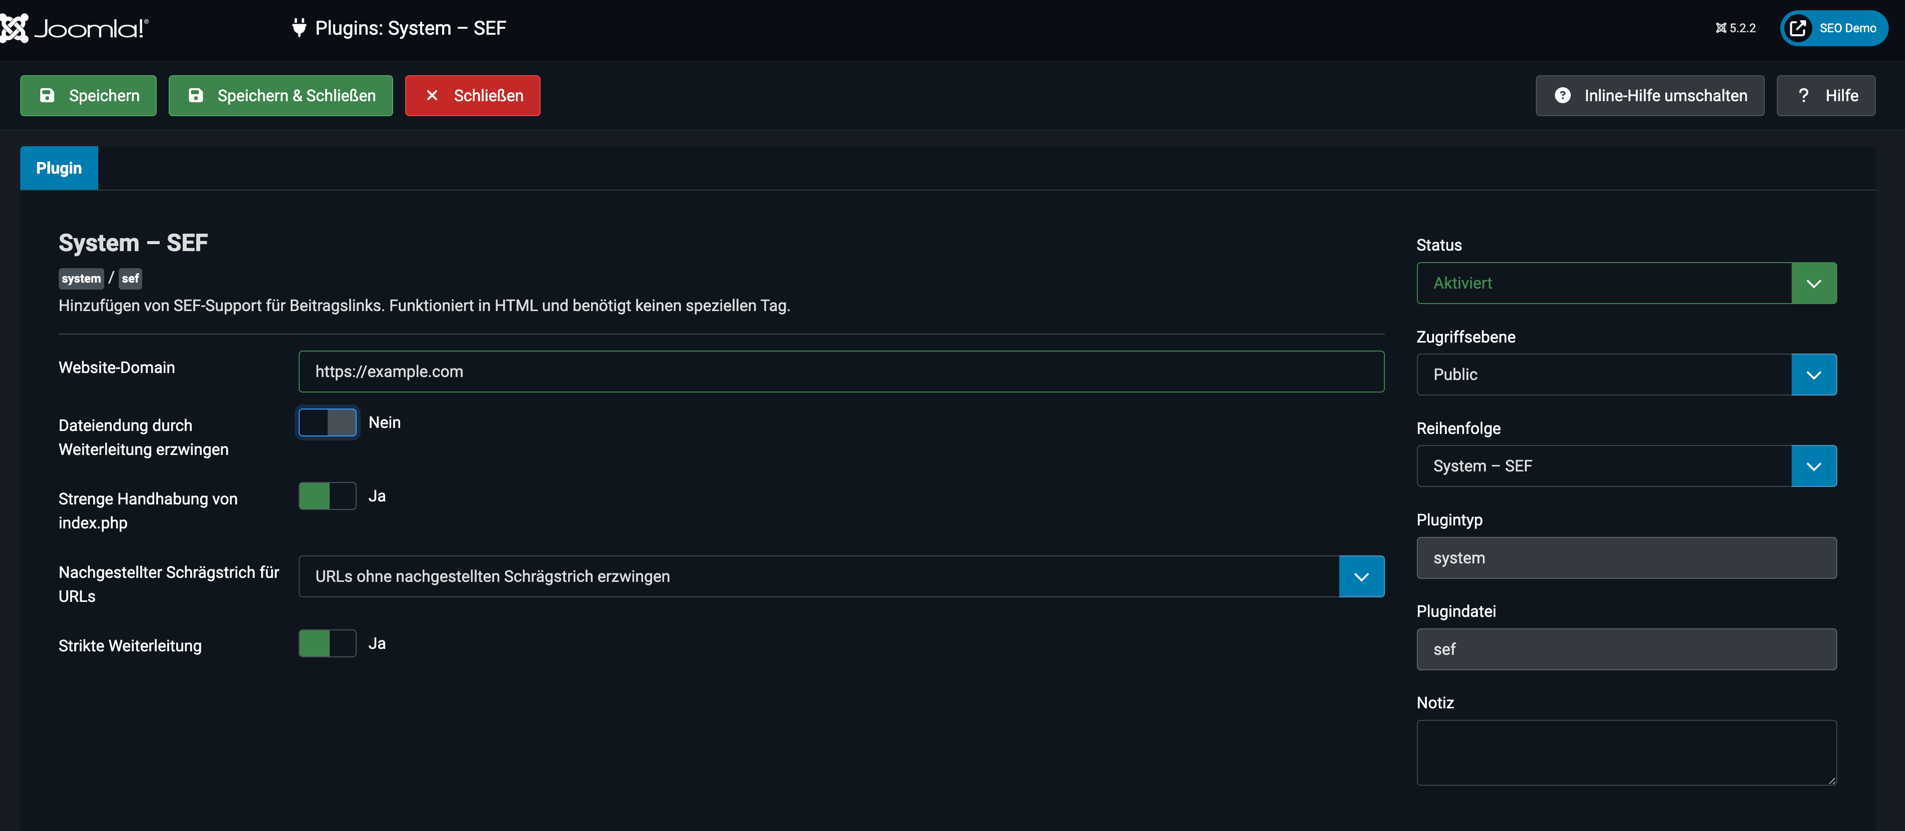 Joomla!®
Plugins: System – SEF
5.2.2
SEO Demo
Speichern
Speichern & Schließen
Schließen
Inline-Hilfe umschalten
? Hilfe
Plugin
System – SEF
system / sef
Hinzufügen von SEF-Support für Beitragslinks. Funktioniert in HTML und benötigt keinen speziellen Tag.
Website-Domain
https://example.com
Dateiendung durch
Weiterleitung erzwingen
Nein
Strenge Handhabung von
index.php
Ja
Nachgestellter Schrägstrich für
URLs
URLs ohne nachgestellten Schrägstrich erzwingen
Strikte Weiterleitung
Ja
Status
Aktiviert
Zugriffsebene
Public
Reihenfolge
System – SEF
Plugintyp
system
Plugindatei
sef
Notiz